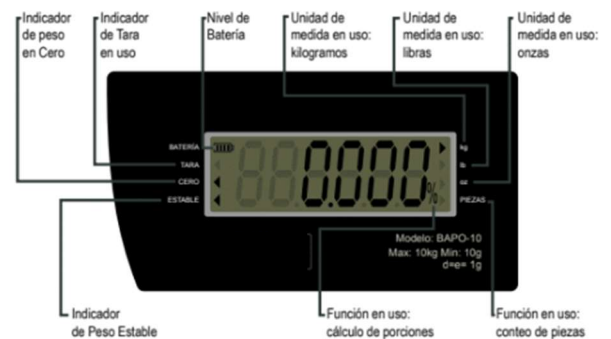 Indicador
de peso
en Cero
Indicador
de Tara
en uso
Nivel de
Batería
Unidad de
medida en uso:
kilogramos
Unidad de
medida en uso:
libras
Unidad de
medida en uso:
onzas
BATERÍA
TARA
CERO
ESTABLE
0.000
%
kg
lb
oz
PIEZAS
Modelo: BAPO-10
Max: 10kg Min: 10g
d=e= 1g
Indicador
de Peso Estable
Función en uso:
cálculo de porciones
Función en uso:
conteo de piezas